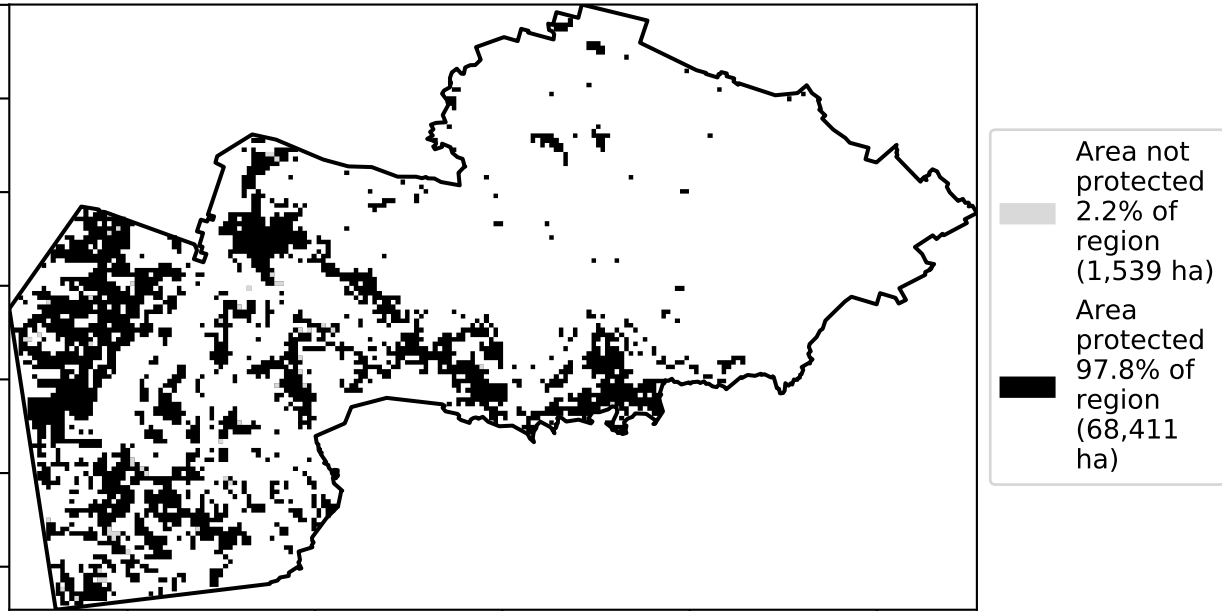 Area not
protected
2.2% of
region
(1,539 ha)
Area
protected
97.8% of
region
(68,411
ha)